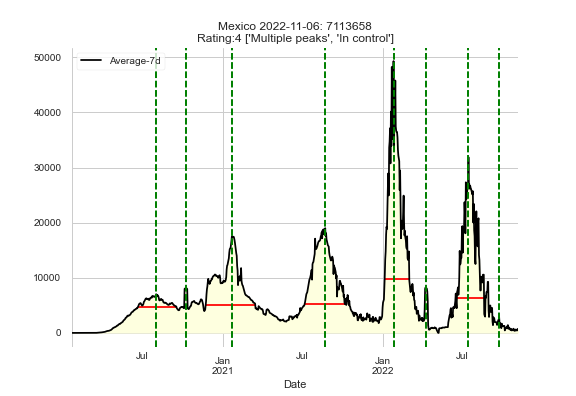 Mexico 2022-11-06: 7113658
Rating:4 ['Multiple peaks', 'In control']
Average-7d
50000
40000
30000
20000
10000
0
Jul
Jan
2021
Jul
Jan
2022
Jul
Date